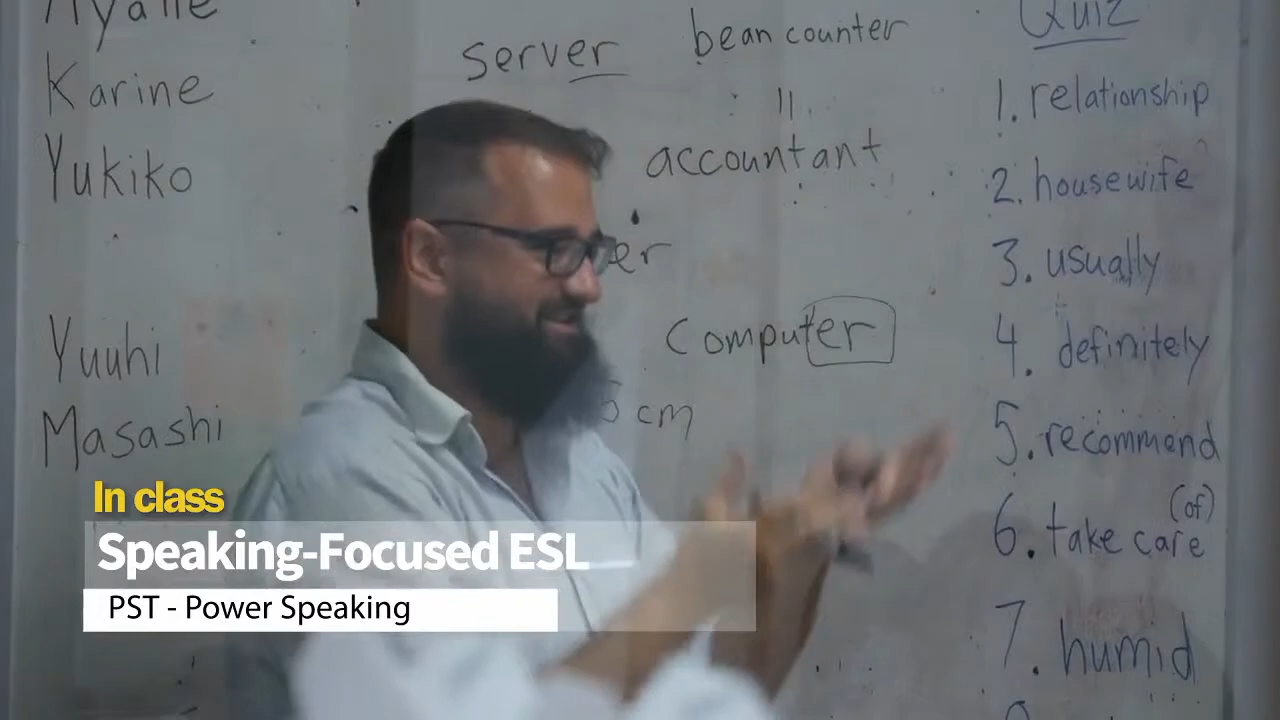 Karine
Yukiko
Yuuhi
Masashi
server
bean counter
accountant
er
computer
cm
Quiz
1. relationship
2. housewife
3. usually
4. definitely
5. recommend
6. take care (of)
7. humid
In class
Speaking-Focused ESL
PST - Power Speaking